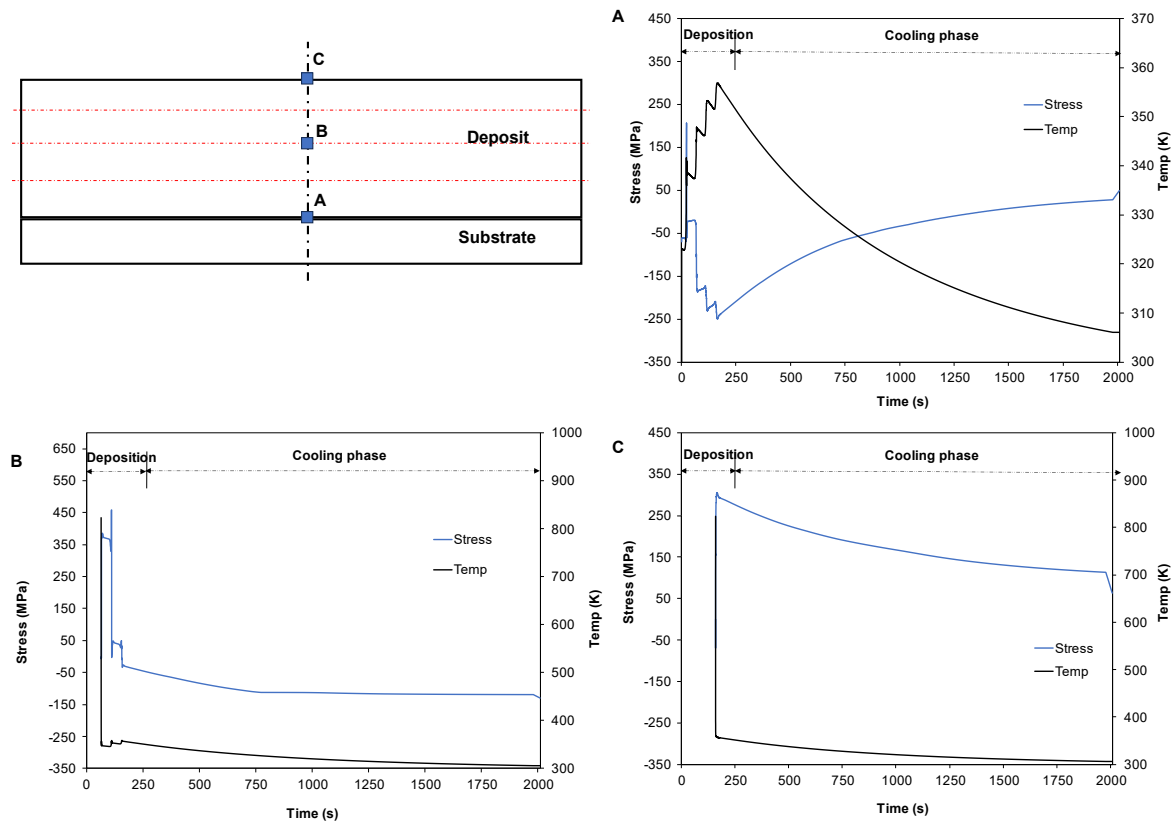 C
B
Deposit
A
Substrate
A
450
350
250
150
50
-50
-150
-250
-350
Stress (MPa)
370
360
350
340
330
320
310
300
Temp (K)
Deposition
Cooling phase
Stress
Temp
0 250 500 750 1000 1250 1500 1750 2000
Time (s)
B
650
550
450
350
250
150
50
-50
-150
-250
-350
Stress (MPa)
1000
900
800
700
600
500
400
300
Temp (K)
Deposition
Cooling phase
Stress
Temp
0 250 500 750 1000 1250 1500 1750 2000
Time (s)
C
450
350
250
150
50
-50
-150
-250
-350
Stress (MPa)
1000
900
800
700
600
500
400
300
Temp (K)
Deposition
Cooling phase
Stress
Temp
0 250 500 750 1000 1250 1500 1750 2000
Time (s)